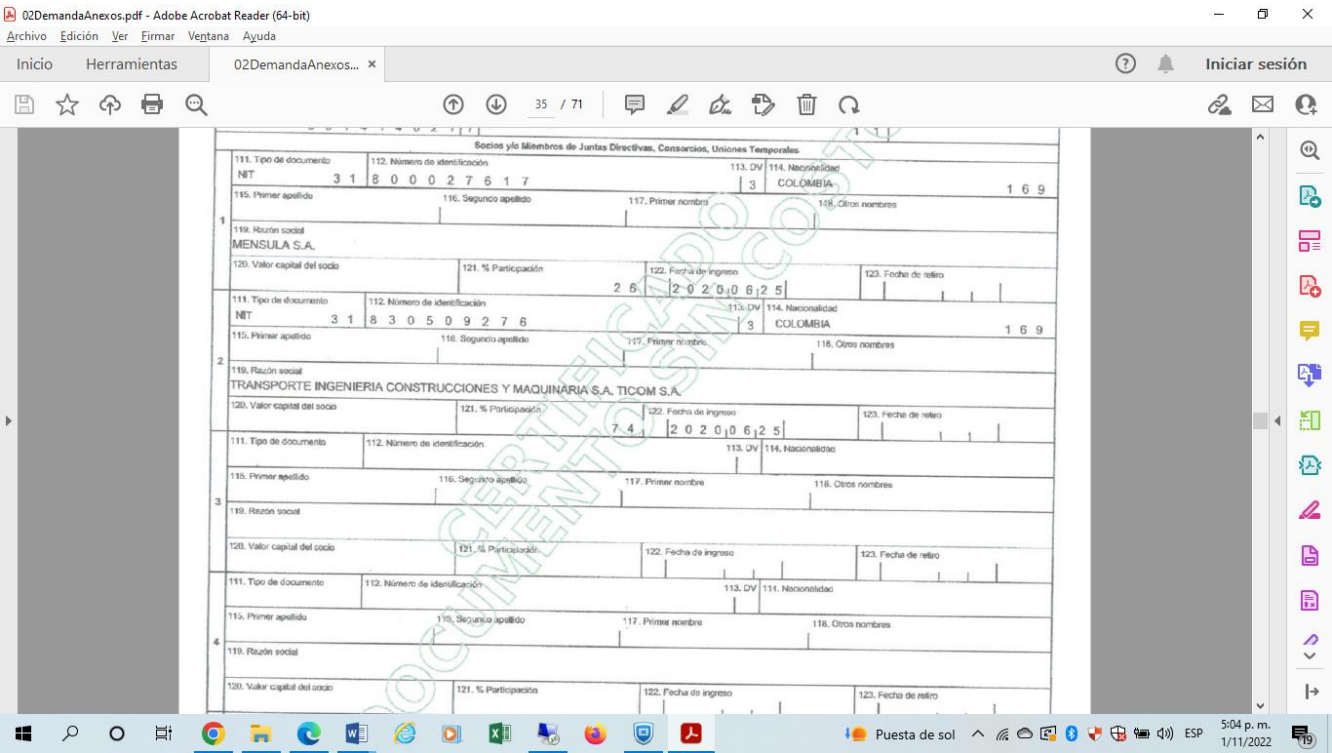 02DemandaAnexos.pdf - Adobe Acrobat Reader (64-bit)
Archivo Edición Ver Firmar Ventana Ayuda
Inicio Herramientas 02DemandaAnexos... × Iniciar sesión
35 / 71
Socios y/o Miembros de Juntas Directivas, Consorcios, Uniones Temporales
111. Tipo de documento 112. Número de identificación 113. DV 114. Nacionalidad
NIT 3 1 8 0 0 0 2 7 6 1 7 3 COLOMBIA 1 6 9
115. Primer apellido 116. Segundo apellido 117. Primer nombre 118. Otros nombres
1
119. Razón social
MENSULA S.A.
120. Valor capital del socio 121. % Participación 122. Fecha de ingreso 123. Fecha de retiro
2 6 2 0 2 0 0 6 2 5
111. Tipo de documento 112. Número de identificación 113. DV 114. Nacionalidad
NIT 3 1 8 3 0 5 0 9 2 7 6 3 COLOMBIA 1 6 9
115. Primer apellido 116. Segundo apellido 117. Primer nombre 118. Otros nombres
2
119. Razón social
TRANSPORTE INGENIERIA CONSTRUCCIONES Y MAQUINARIA S.A. TICOM S.A.
120. Valor capital del socio 121. % Participación 122. Fecha de ingreso 123. Fecha de retiro
7 4 2 0 2 0 0 6 2 5
111. Tipo de documento 112. Número de identificación 113. DV 114. Nacionalidad
115. Primer apellido 116. Segundo apellido 117. Primer nombre 118. Otros nombres
3
119. Razón social
120. Valor capital del socio 121. % Participación 122. Fecha de ingreso 123. Fecha de retiro
111. Tipo de documento 112. Número de identificación 113. DV 114. Nacionalidad
115. Primer apellido 116. Segundo apellido 117. Primer nombre 118. Otros nombres
4
119. Razón social
120. Valor capital del socio 121. % Participación 122. Fecha de ingreso 123. Fecha de retiro
CERTIFICADO
DOCUMENTO SIN COSTO
Puesta de sol ESP 5:04 p. m.
1/11/2022
19